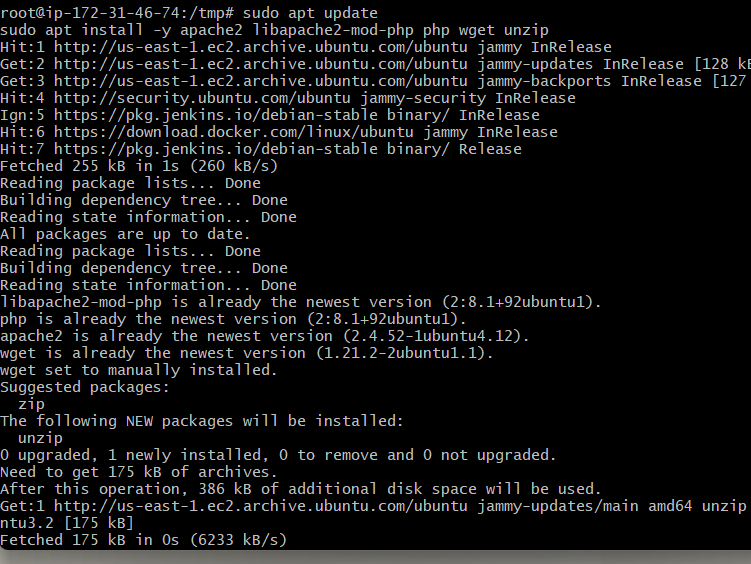 root@ip-172-31-46-74:/tmp# sudo apt update
sudo apt install -y apache2 libapache2-mod-php php wget unzip
Hit:1 http://us-east-1.ec2.archive.ubuntu.com/ubuntu jammy InRelease
Get:2 http://us-east-1.ec2.archive.ubuntu.com/ubuntu jammy-updates InRelease [128 kB
Get:3 http://us-east-1.ec2.archive.ubuntu.com/ubuntu jammy-backports InRelease [127
Hit:4 http://security.ubuntu.com/ubuntu jammy-security InRelease
Ign:5 https://pkg.jenkins.io/debian-stable binary/ InRelease
Hit:6 https://download.docker.com/linux/ubuntu jammy InRelease
Hit:7 https://pkg.jenkins.io/debian-stable binary/ Release
Fetched 255 kB in 1s (260 kB/s)
Reading package lists... Done
Building dependency tree... Done
Reading state information... Done
All packages are up to date.
Reading package lists... Done
Building dependency tree... Done
Reading state information... Done
libapache2-mod-php is already the newest version (2:8.1+92ubuntu1).
php is already the newest version (2:8.1+92ubuntu1).
apache2 is already the newest version (2.4.52-1ubuntu4.12).
wget is already the newest version (1.21.2-2ubuntu1.1).
wget set to manually installed.
Suggested packages:
  zip
The following NEW packages will be installed:
  unzip
0 upgraded, 1 newly installed, 0 to remove and 0 not upgraded.
Need to get 175 kB of archives.
After this operation, 386 kB of additional disk space will be used.
Get:1 http://us-east-1.ec2.archive.ubuntu.com/ubuntu jammy-updates/main amd64 unzip
ntu3.2 [175 kB]
Fetched 175 kB in 0s (6233 kB/s)